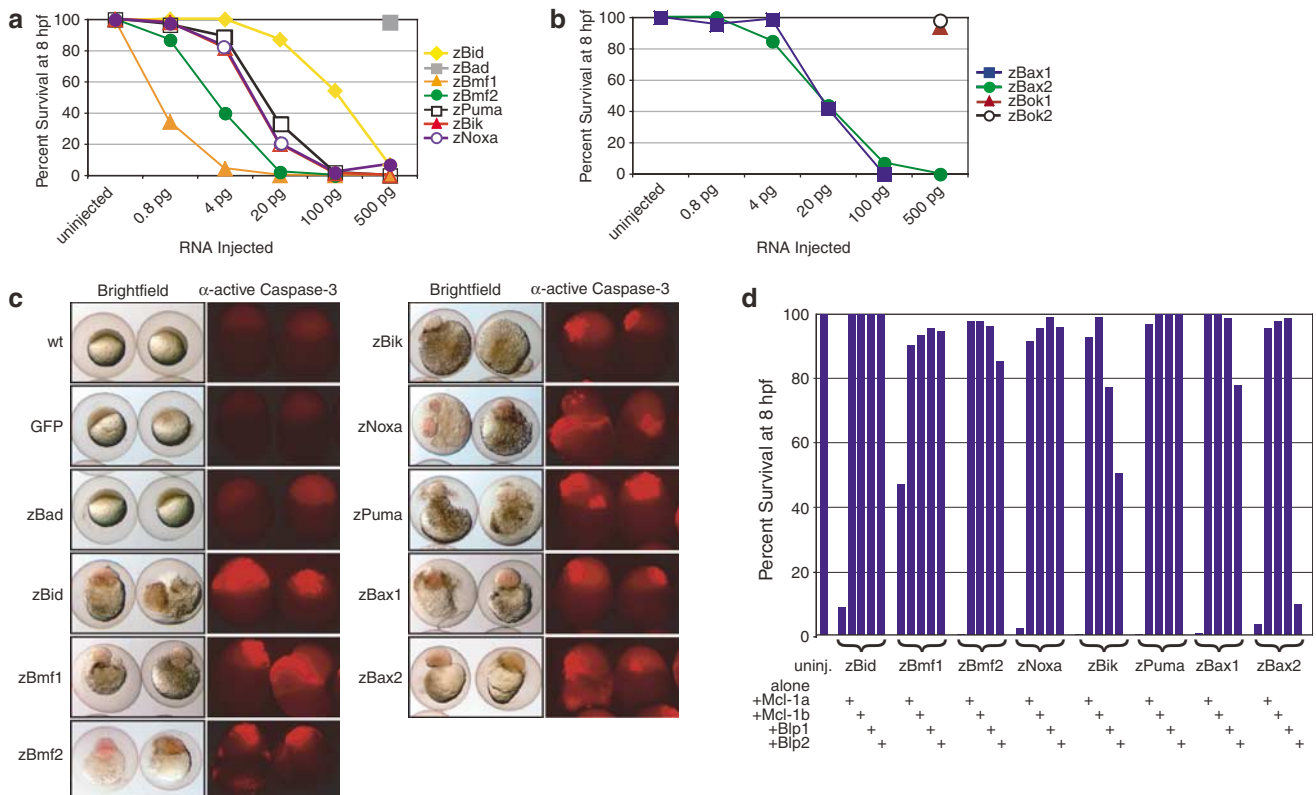 a
Percent Survival at 8 hpf
100
80
60
40
20
0
uninjected
0.8 pg
4 pg
20 pg
100 pg
500 pg
RNA Injected
zBid
zBad
zBmf1
zBmf2
zPuma
zBik
zNoxa
b
Percent Survival at 8 hpf
100
80
60
40
20
0
uninjected
0.8 pg
4 pg
20 pg
100 pg
500 pg
RNA Injected
zBax1
zBax2
zBok1
zBok2
c
Brightfield α-active Caspase-3
wt
GFP
zBad
zBid
zBmf1
zBmf2
Brightfield α-active Caspase-3
zBik
zNoxa
zPuma
zBax1
zBax2
d
Percent Survival at 8 hpf
100
80
60
40
20
0
uninj. zBid zBmf1 zBmf2 zNoxa zBik zPuma zBax1 zBax2
alone
+Mcl-1a + + + + + + + +
+Mcl-1b + + + + + + + +
+Blp1 + + + + + + + +
+Blp2 + + + + + + + +